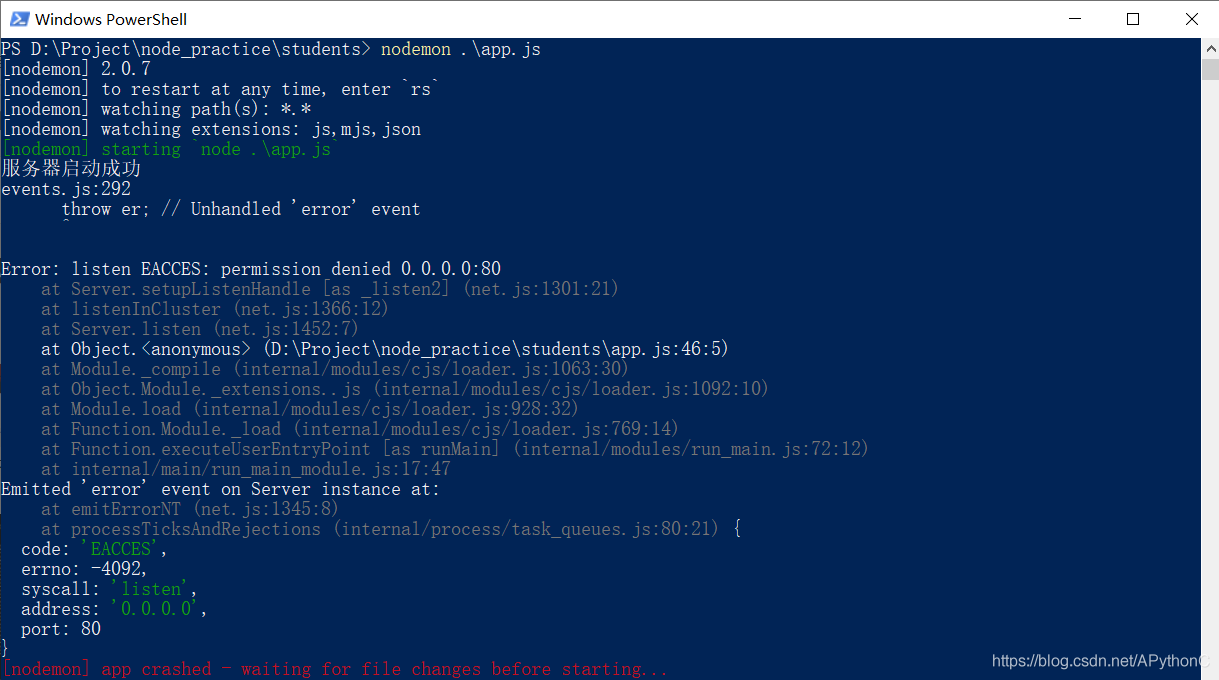 Windows PowerShell
PS D:\Project\node_practice\students> nodemon .\app.js
[nodemon] 2.0.7
[nodemon] to restart at any time, enter `rs`
[nodemon] watching path(s): *.*
[nodemon] watching extensions: js,mjs,json
[nodemon] starting `node .\app.js`
服务器启动成功
events.js:292
      throw er; // Unhandled 'error' event
      ^
Error: listen EACCES: permission denied 0.0.0.0:80
    at Server.setupListenHandle [as _listen2] (net.js:1301:21)
    at listenInCluster (net.js:1366:12)
    at Server.listen (net.js:1452:7)
    at Object.<anonymous> (D:\Project\node_practice\students\app.js:46:5)
    at Module._compile (internal/modules/cjs/loader.js:1063:30)
    at Object.Module._extensions..js (internal/modules/cjs/loader.js:1092:10)
    at Module.load (internal/modules/cjs/loader.js:928:32)
    at Function.Module._load (internal/modules/cjs/loader.js:769:14)
    at Function.executeUserEntryPoint [as runMain] (internal/modules/run_main.js:72:12)
    at internal/main/run_main_module.js:17:47
Emitted 'error' event on Server instance at:
    at emitErrorNT (net.js:1345:8)
    at processTicksAndRejections (internal/process/task_queues.js:80:21) {
  code: 'EACCES',
  errno: -4092,
  syscall: 'listen',
  address: '0.0.0.0',
  port: 80
}
[nodemon] app crashed - waiting for file changes before starting...
https://blog.csdn.net/APythonC